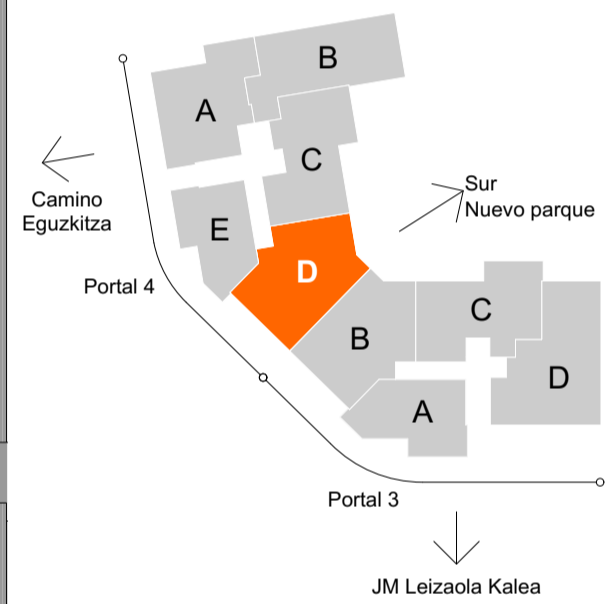 B
A
C
Sur
Nuevo parque
Camino
Eguzkitza
E
D
Portal 4
C
B
D
A
Portal 3
JM Leizaola Kalea